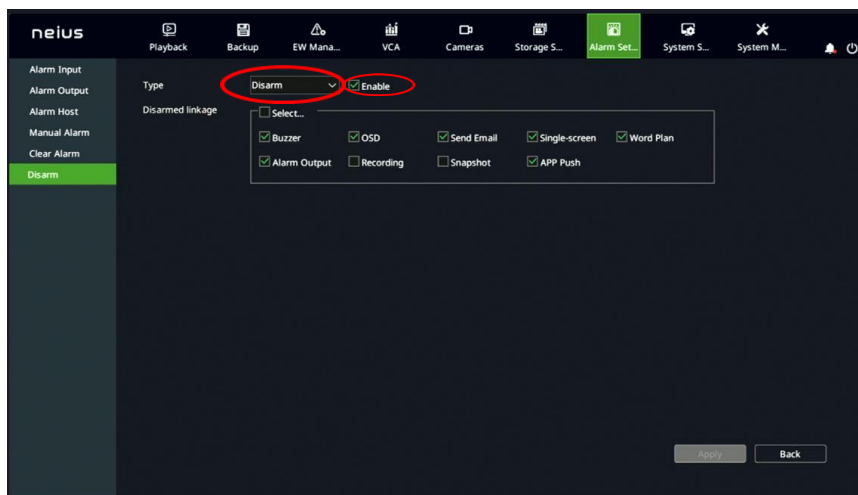 neius
Playback Backup EW Mana... VCA Cameras Storage S... Alarm Set... System S... System M...
Alarm Input
Alarm Output
Alarm Host
Manual Alarm
Clear Alarm
Disarm
Type Disarm Enable
Disarmed linkage Select...
Buzzer OSD Send Email Single-screen Word Plan
Alarm Output Recording Snapshot APP Push
Apply Back